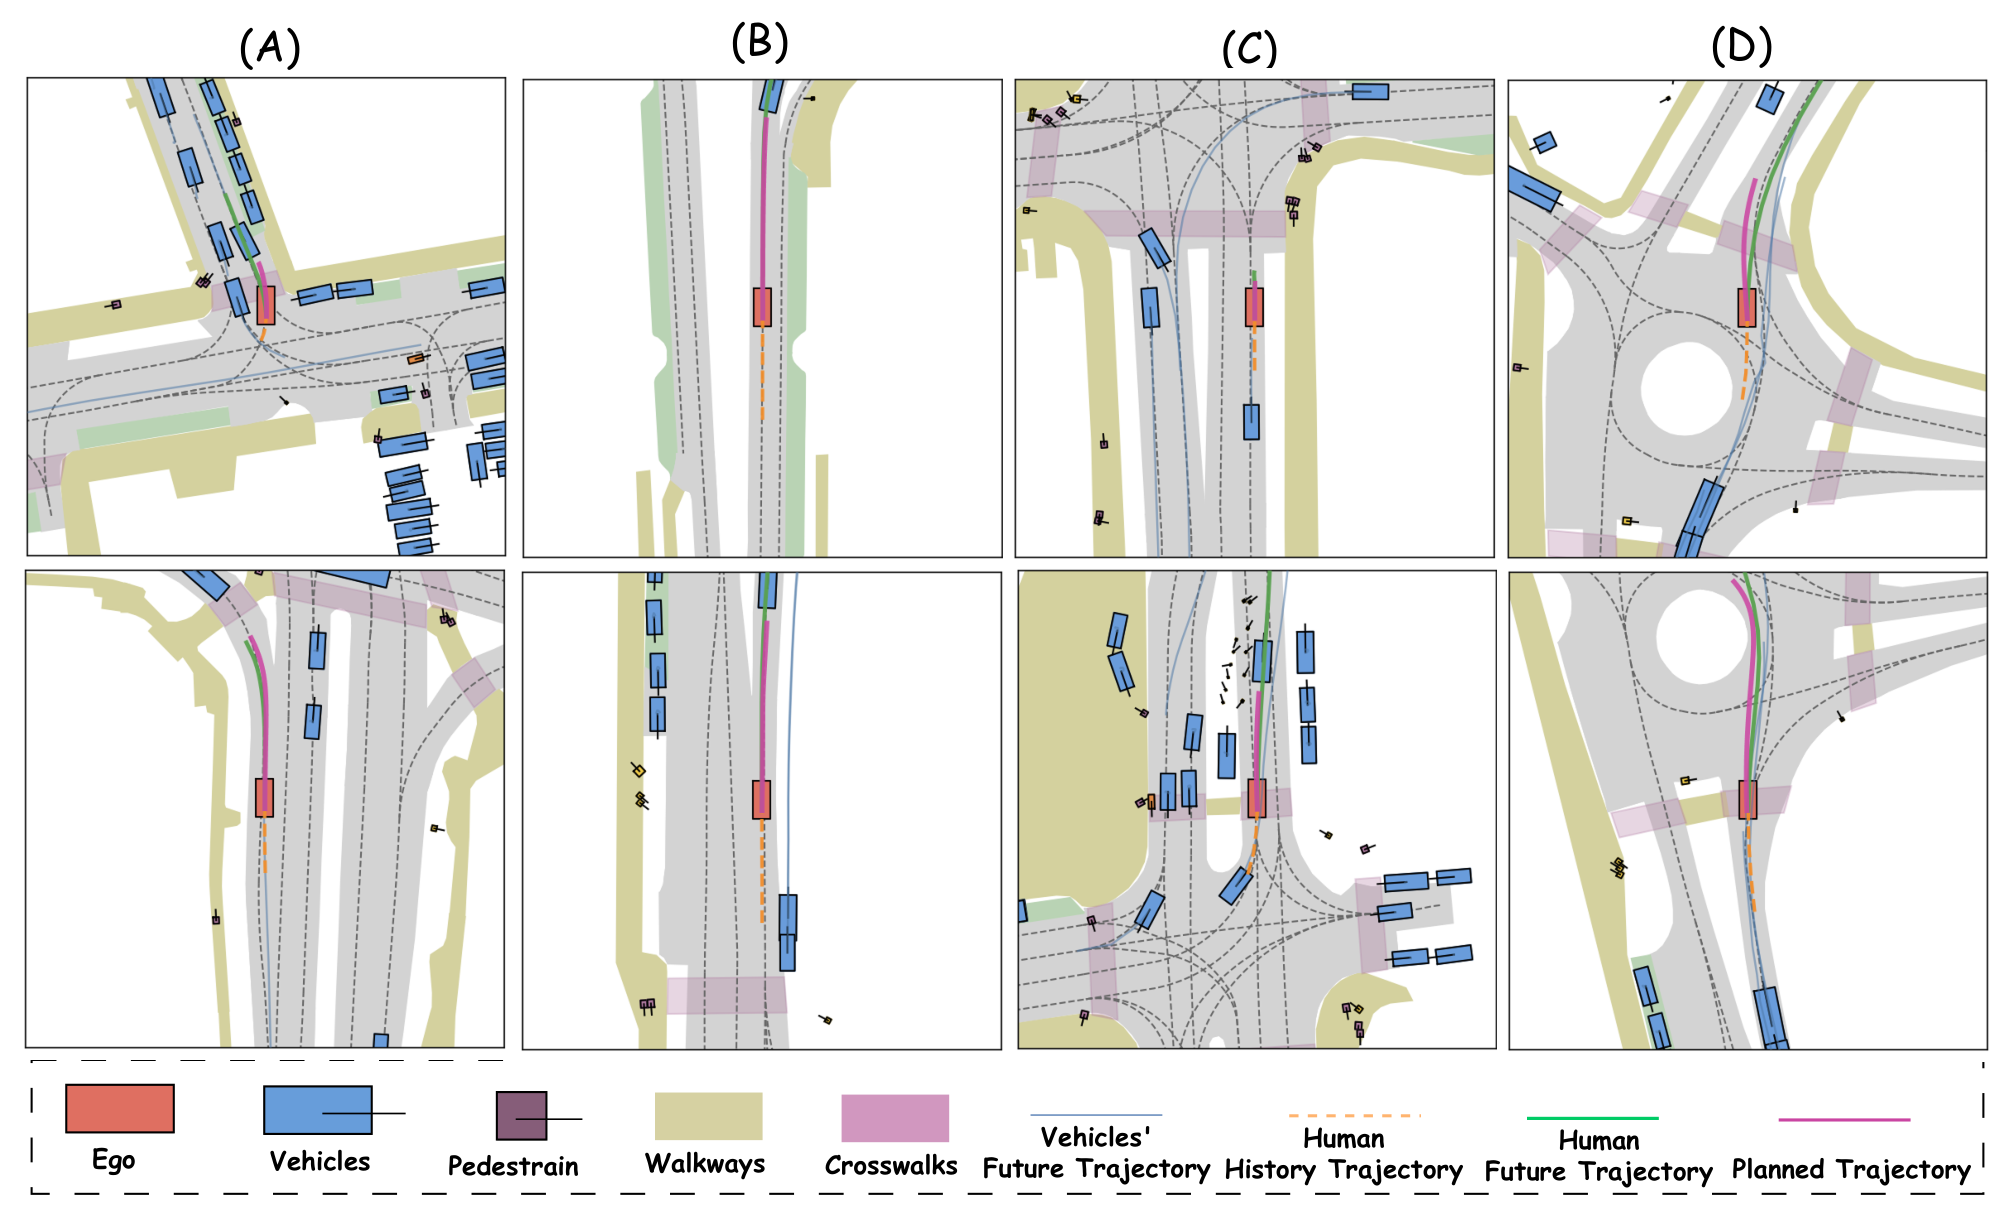 (A)
(B)
(C)
(D)
Ego
Vehicles
Pedestrain
Walkways
Crosswalks
Vehicles'
Future Trajectory
Human
History Trajectory
Human
Future Trajectory
Planned Trajectory